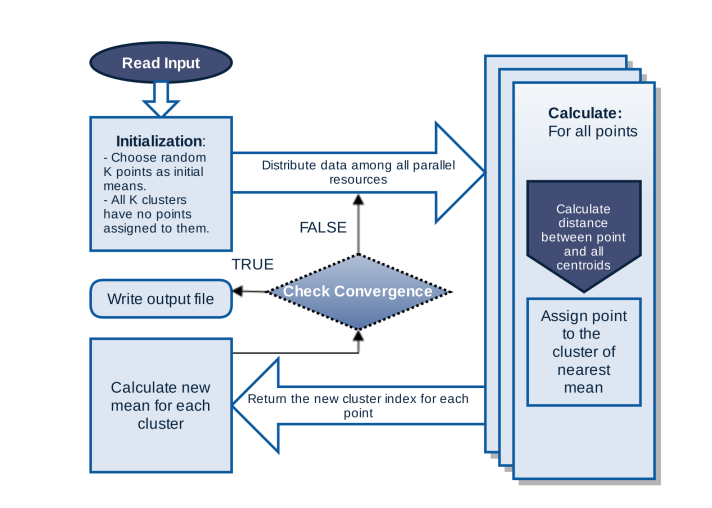 Read Input
Initialization:
- Choose random
K points as initial
means.
- All K clusters
have no points
assigned to them.
Distribute data among all parallel
resources
Calculate:
For all points
Calculate
distance
between point
and all
centroids
Assign point
to the
cluster of
nearest
mean
FALSE
TRUE
Check Convergence
Write output file
Calculate new
mean for each
cluster
Return the new cluster index for each
point